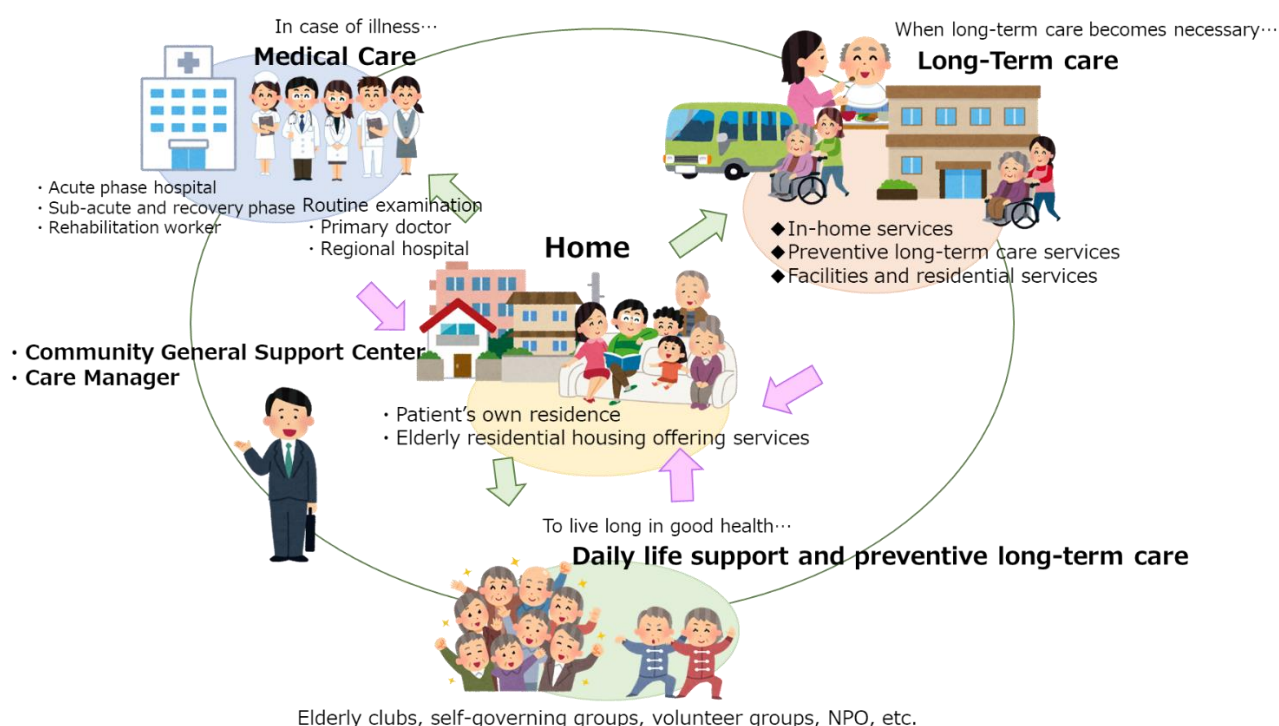 In case of illness…
Medical Care
・Acute phase hospital
・Sub-acute and recovery phase
・Rehabilitation worker
Routine examination
・Primary doctor
・Regional hospital
When long-term care becomes necessary…
Long-Term care
◆In-home services
◆Preventive long-term care services
◆Facilities and residential services
Home
・Patient's own residence
・Elderly residential housing offering services
・Community General Support Center
・Care Manager
To live long in good health…
Daily life support and preventive long-term care
Elderly clubs, self-governing groups, volunteer groups, NPO, etc.